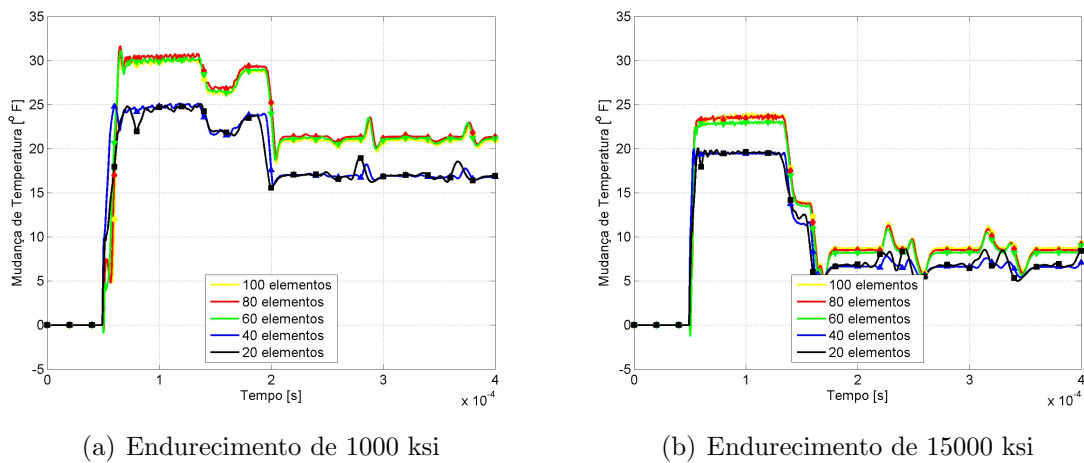 35
30
25
20
15
10
5
0
-5
Mudança de Temperatura [º F]
100 elementos
80 elementos
60 elementos
40 elementos
20 elementos
0
1
2
3
4
Tempo [s]
x 10⁻⁴
(a) Endurecimento de 1000 ksi
35
30
25
20
15
10
5
0
-5
Mudança de Temperatura [º F]
100 elementos
80 elementos
60 elementos
40 elementos
20 elementos
0
1
2
3
4
Tempo [s]
x 10⁻⁴
(b) Endurecimento de 15000 ksi